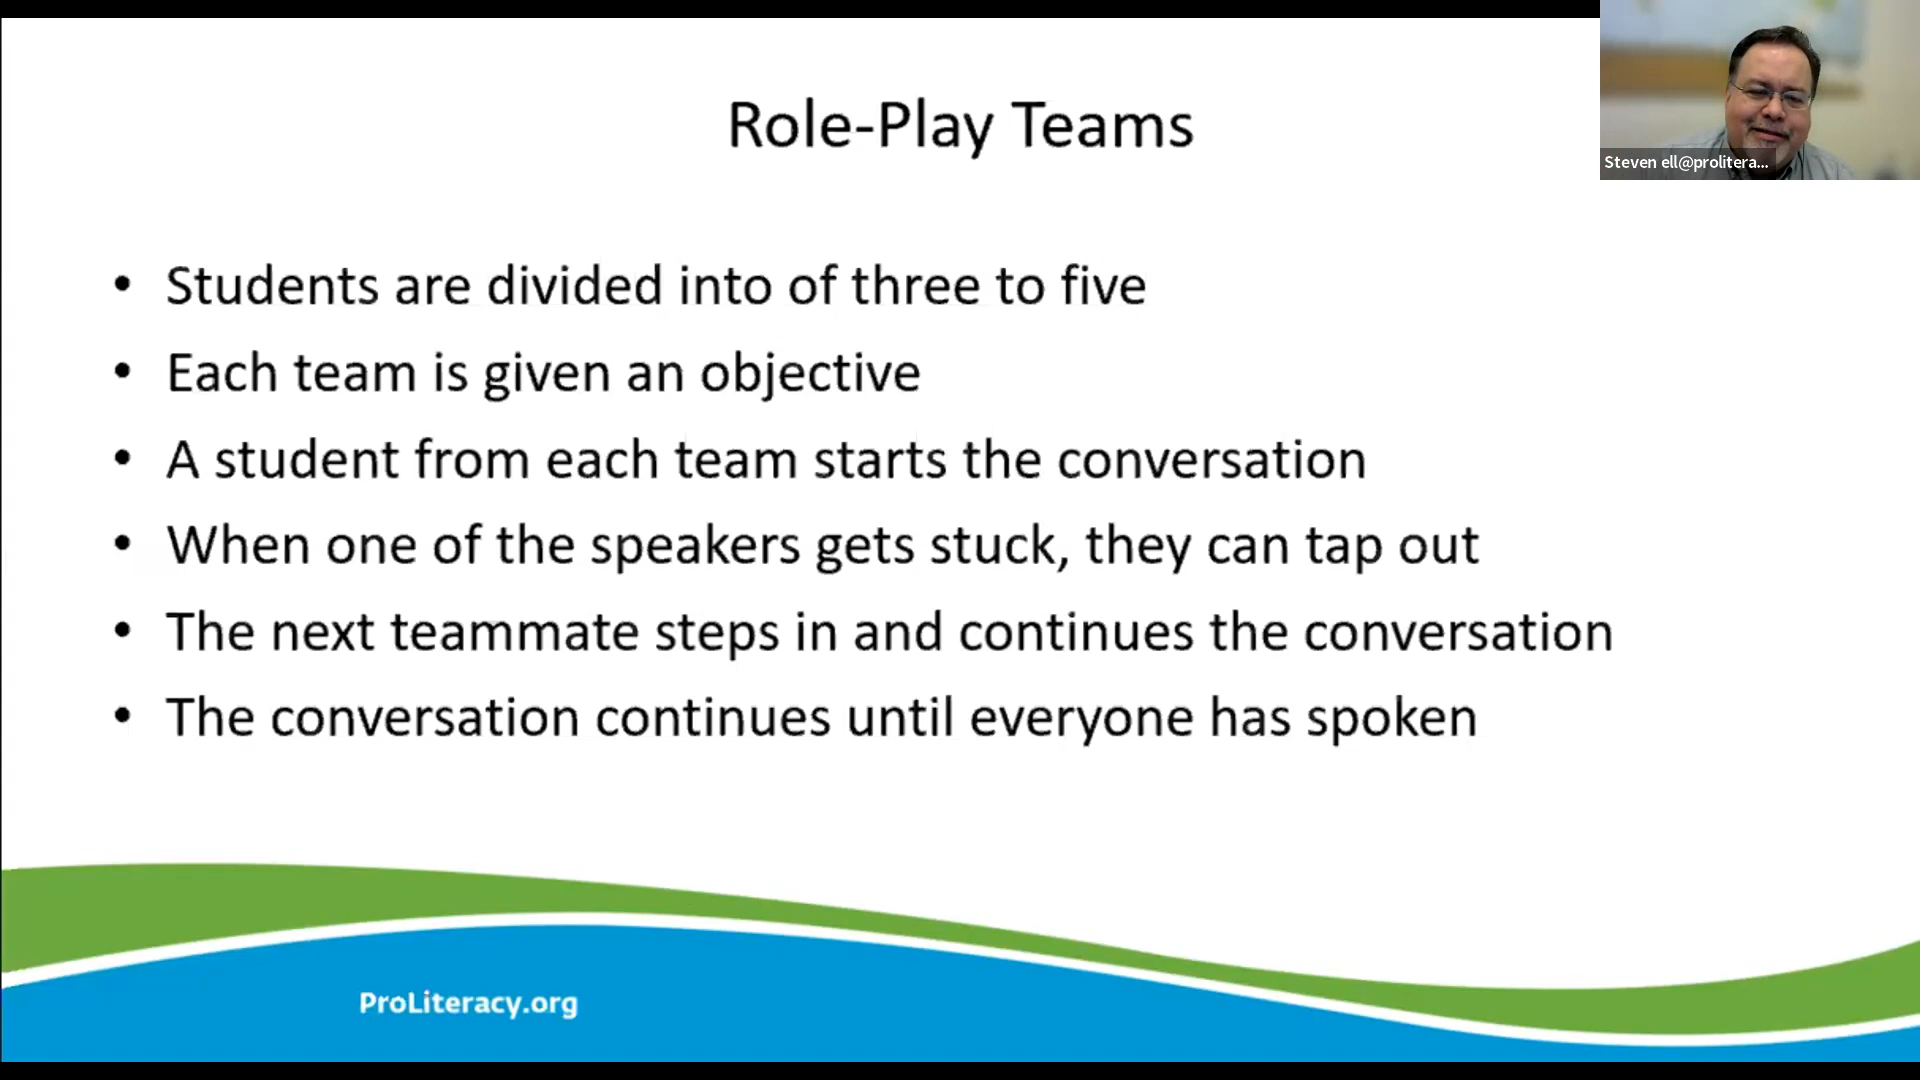 Role-Play Teams
Steven ell@prolitera...
• Students are divided into of three to five
• Each team is given an objective
• A student from each team starts the conversation
• When one of the speakers gets stuck, they can tap out
• The next teammate steps in and continues the conversation
• The conversation continues until everyone has spoken
ProLiteracy.org